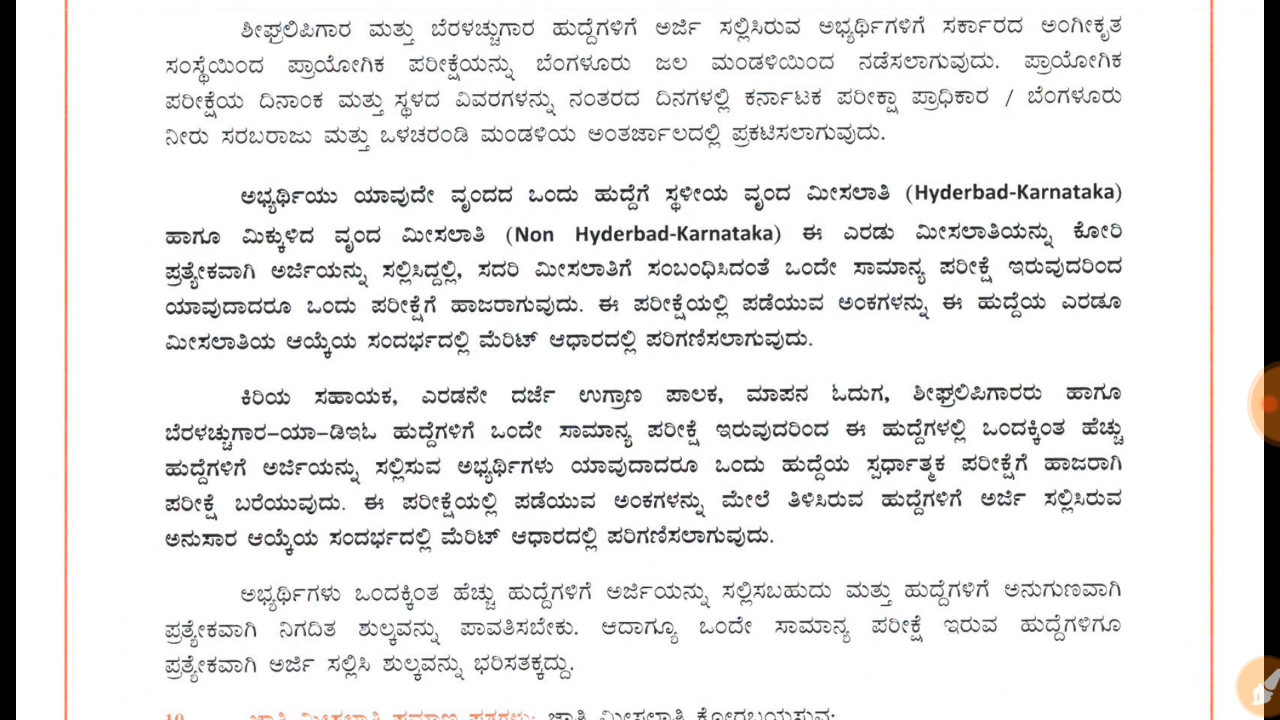 ಶೀಘ್ರಲಿಪಿಗಾರ ಮತ್ತು ಬೆರಳಚ್ಚುಗಾರ ಹುದ್ದೆಗಳಿಗೆ ಅರ್ಜಿ ಸಲ್ಲಿಸಿರುವ ಅಭ್ಯರ್ಥಿಗಳಿಗೆ ಸರ್ಕಾರದ ಅಂಗೀಕೃತ
ಸಂಸ್ಥೆಯಿಂದ ಪ್ರಾಯೋಗಿಕ ಪರೀಕ್ಷೆಯನ್ನು ಬೆಂಗಳೂರು ಜಲ ಮಂಡಳಿಯಿಂದ ನಡೆಸಲಾಗುವುದು. ಪ್ರಾಯೋಗಿಕ
ಪರೀಕ್ಷೆಯ ದಿನಾಂಕ ಮತ್ತು ಸ್ಥಳದ ವಿವರಗಳನ್ನು ನಂತರದ ದಿನಗಳಲ್ಲಿ ಕರ್ನಾಟಕ ಪರೀಕ್ಷಾ ಪ್ರಾಧಿಕಾರ / ಬೆಂಗಳೂರು
ನೀರು ಸರಬರಾಜು ಮತ್ತು ಒಳಚರಂಡಿ ಮಂಡಳಿಯ ಅಂತರ್ಜಾಲದಲ್ಲಿ ಪ್ರಕಟಿಸಲಾಗುವುದು.
ಅಭ್ಯರ್ಥಿಯು ಯಾವುದೇ ವೃಂದದ ಒಂದು ಹುದ್ದೆಗೆ ಸ್ಥಳೀಯ ವೃಂದ ಮೀಸಲಾತಿ (Hyderbad-Karnataka)
ಹಾಗೂ ಮಿಕ್ಕುಳಿದ ವೃಂದ ಮೀಸಲಾತಿ (Non Hyderbad-Karnataka) ಈ ಎರಡು ಮೀಸಲಾತಿಯನ್ನು ಕೋರಿ
ಪ್ರತ್ಯೇಕವಾಗಿ ಅರ್ಜಿಯನ್ನು ಸಲ್ಲಿಸಿದ್ದಲ್ಲಿ, ಸದರಿ ಮೀಸಲಾತಿಗೆ ಸಂಬಂಧಿಸಿದಂತೆ ಒಂದೇ ಸಾಮಾನ್ಯ ಪರೀಕ್ಷೆ ಇರುವುದರಿಂದ
ಯಾವುದಾದರೂ ಒಂದು ಪರೀಕ್ಷೆಗೆ ಹಾಜರಾಗುವುದು. ಈ ಪರೀಕ್ಷೆಯಲ್ಲಿ ಪಡೆಯುವ ಅಂಕಗಳನ್ನು ಈ ಹುದ್ದೆಯ ಎರಡೂ
ಮೀಸಲಾತಿಯ ಆಯ್ಕೆಯ ಸಂದರ್ಭದಲ್ಲಿ ಮೆರಿಟ್ ಆಧಾರದಲ್ಲಿ ಪರಿಗಣಿಸಲಾಗುವುದು.
ಕಿರಿಯ ಸಹಾಯಕ, ಎರಡನೇ ದರ್ಜೆ ಉಗ್ರಾಣ ಪಾಲಕ, ಮಾಪನ ಓದುಗ, ಶೀಘ್ರಲಿಪಿಗಾರರು ಹಾಗೂ
ಬೆರಳಚ್ಚುಗಾರ-ಯಾ-ಡಿಇಓ ಹುದ್ದೆಗಳಿಗೆ ಒಂದೇ ಸಾಮಾನ್ಯ ಪರೀಕ್ಷೆ ಇರುವುದರಿಂದ ಈ ಹುದ್ದೆಗಳಲ್ಲಿ ಒಂದಕ್ಕಿಂತ ಹೆಚ್ಚು
ಹುದ್ದೆಗಳಿಗೆ ಅರ್ಜಿಯನ್ನು ಸಲ್ಲಿಸುವ ಅಭ್ಯರ್ಥಿಗಳು ಯಾವುದಾದರೂ ಒಂದು ಹುದ್ದೆಯ ಸ್ಪರ್ಧಾತ್ಮಕ ಪರೀಕ್ಷೆಗೆ ಹಾಜರಾಗಿ
ಪರೀಕ್ಷೆ ಬರೆಯುವುದು. ಈ ಪರೀಕ್ಷೆಯಲ್ಲಿ ಪಡೆಯುವ ಅಂಕಗಳನ್ನು ಮೇಲೆ ತಿಳಿಸಿರುವ ಹುದ್ದೆಗಳಿಗೆ ಅರ್ಜಿ ಸಲ್ಲಿಸಿರುವ
ಅನುಸಾರ ಆಯ್ಕೆಯ ಸಂದರ್ಭದಲ್ಲಿ ಮೆರಿಟ್ ಆಧಾರದಲ್ಲಿ ಪರಿಗಣಿಸಲಾಗುವುದು.
ಅಭ್ಯರ್ಥಿಗಳು ಒಂದಕ್ಕಿಂತ ಹೆಚ್ಚು ಹುದ್ದೆಗಳಿಗೆ ಅರ್ಜಿಯನ್ನು ಸಲ್ಲಿಸಬಹುದು ಮತ್ತು ಹುದ್ದೆಗಳಿಗೆ ಅನುಗುಣವಾಗಿ
ಪ್ರತ್ಯೇಕವಾಗಿ ನಿಗದಿತ ಶುಲ್ಕವನ್ನು ಪಾವತಿಸಬೇಕು. ಆದಾಗ್ಯೂ ಒಂದೇ ಸಾಮಾನ್ಯ ಪರೀಕ್ಷೆ ಇರುವ ಹುದ್ದೆಗಳಿಗೂ
ಪ್ರತ್ಯೇಕವಾಗಿ ಅರ್ಜಿ ಸಲ್ಲಿಸಿ ಶುಲ್ಕವನ್ನು ಭರಿಸತಕ್ಕದ್ದು.
10. ಜಾತಿ ಮೀಸಲಾತಿ ಪ್ರಮಾಣ ಪತ್ರಗಳು: ಜಾತಿ ಮೀಸಲಾತಿ ಕೋರಬಯಸುವ: